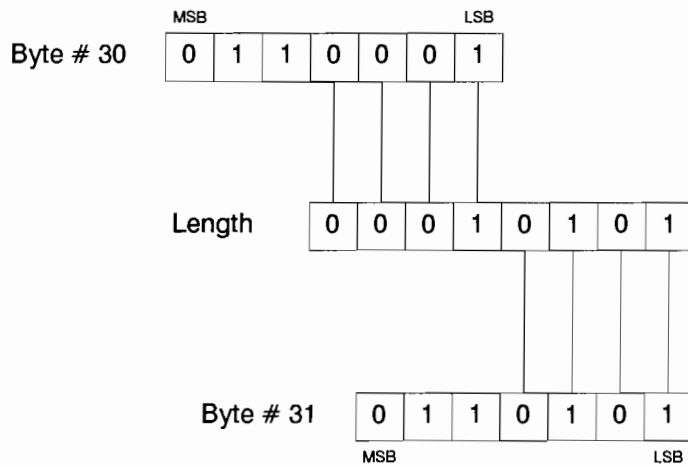 MSB LSB
Byte # 30 0 1 1 0 0 0 1
Length 0 0 0 1 0 1 0 1
Byte # 31 0 1 1 0 1 0 1
MSB LSB